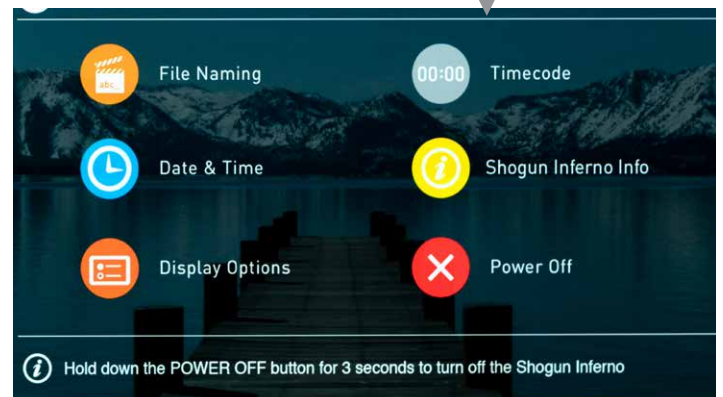 File Naming
00:00 Timecode
abc_
Date & Time
Shogun Inferno Info
Display Options
Power Off
Hold down the POWER OFF button for 3 seconds to turn off the Shogun Inferno